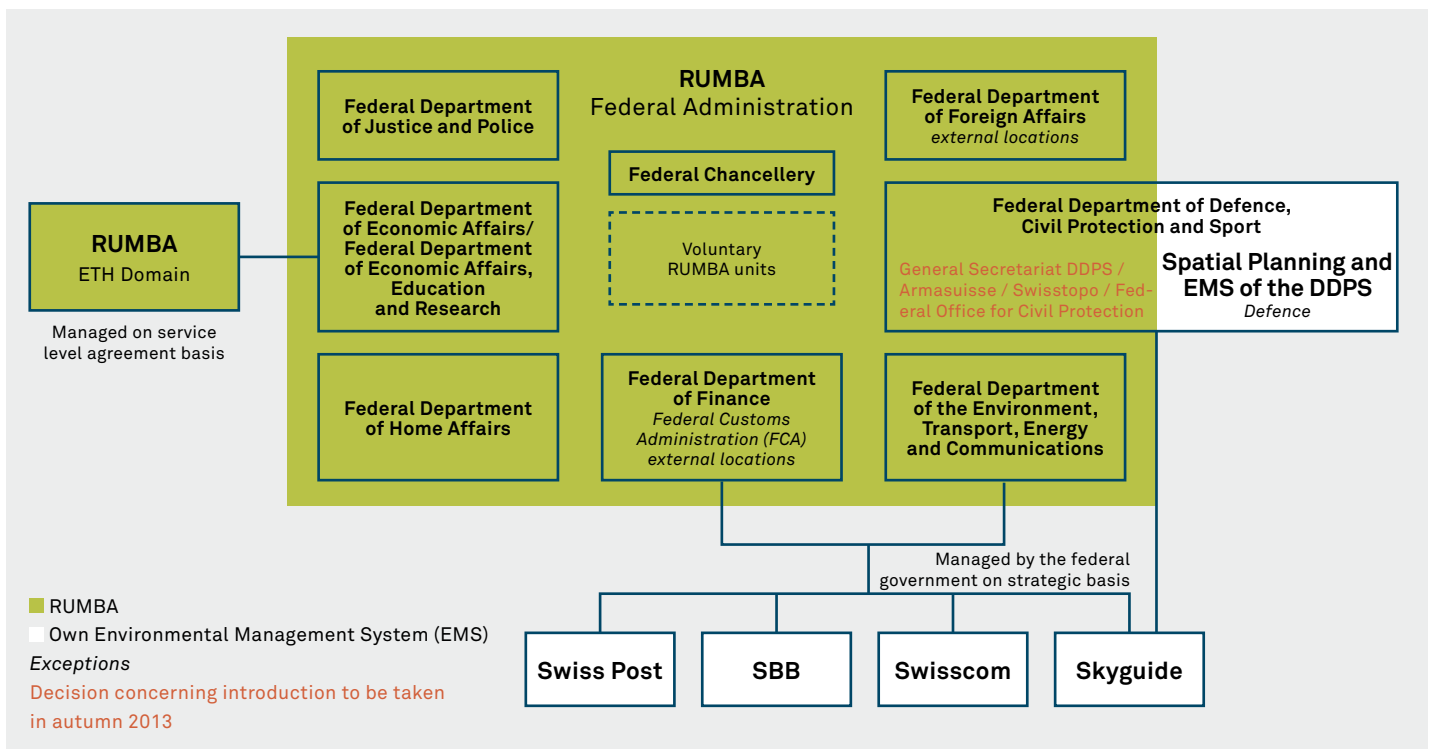 RUMBA
Federal Administration
Federal Department
of Justice and Police
Federal Department
of Foreign Affairs
external locations
Federal Chancellery
RUMBA
ETH Domain
Managed on service
level agreement basis
Federal Department
of Economic Affairs/
Federal Department
of Economic Affairs,
Education
and Research
Voluntary
RUMBA units
Federal Department of Defence,
Civil Protection and Sport
General Secretariat DDPS /
Armasuisse / Swisstopo / Fed-
eral Office for Civil Protection
Spatial Planning and
EMS of the DDPS
Defence
Federal Department
of Home Affairs
Federal Department
of Finance
Federal Customs
Administration (FCA)
external locations
Federal Department
of the Environment,
Transport, Energy
and Communications
Managed by the federal
government on strategic basis
RUMBA
Own Environmental Management System (EMS)
Exceptions
Decision concerning introduction to be taken
in autumn 2013
Swiss Post
SBB
Swisscom
Skyguide